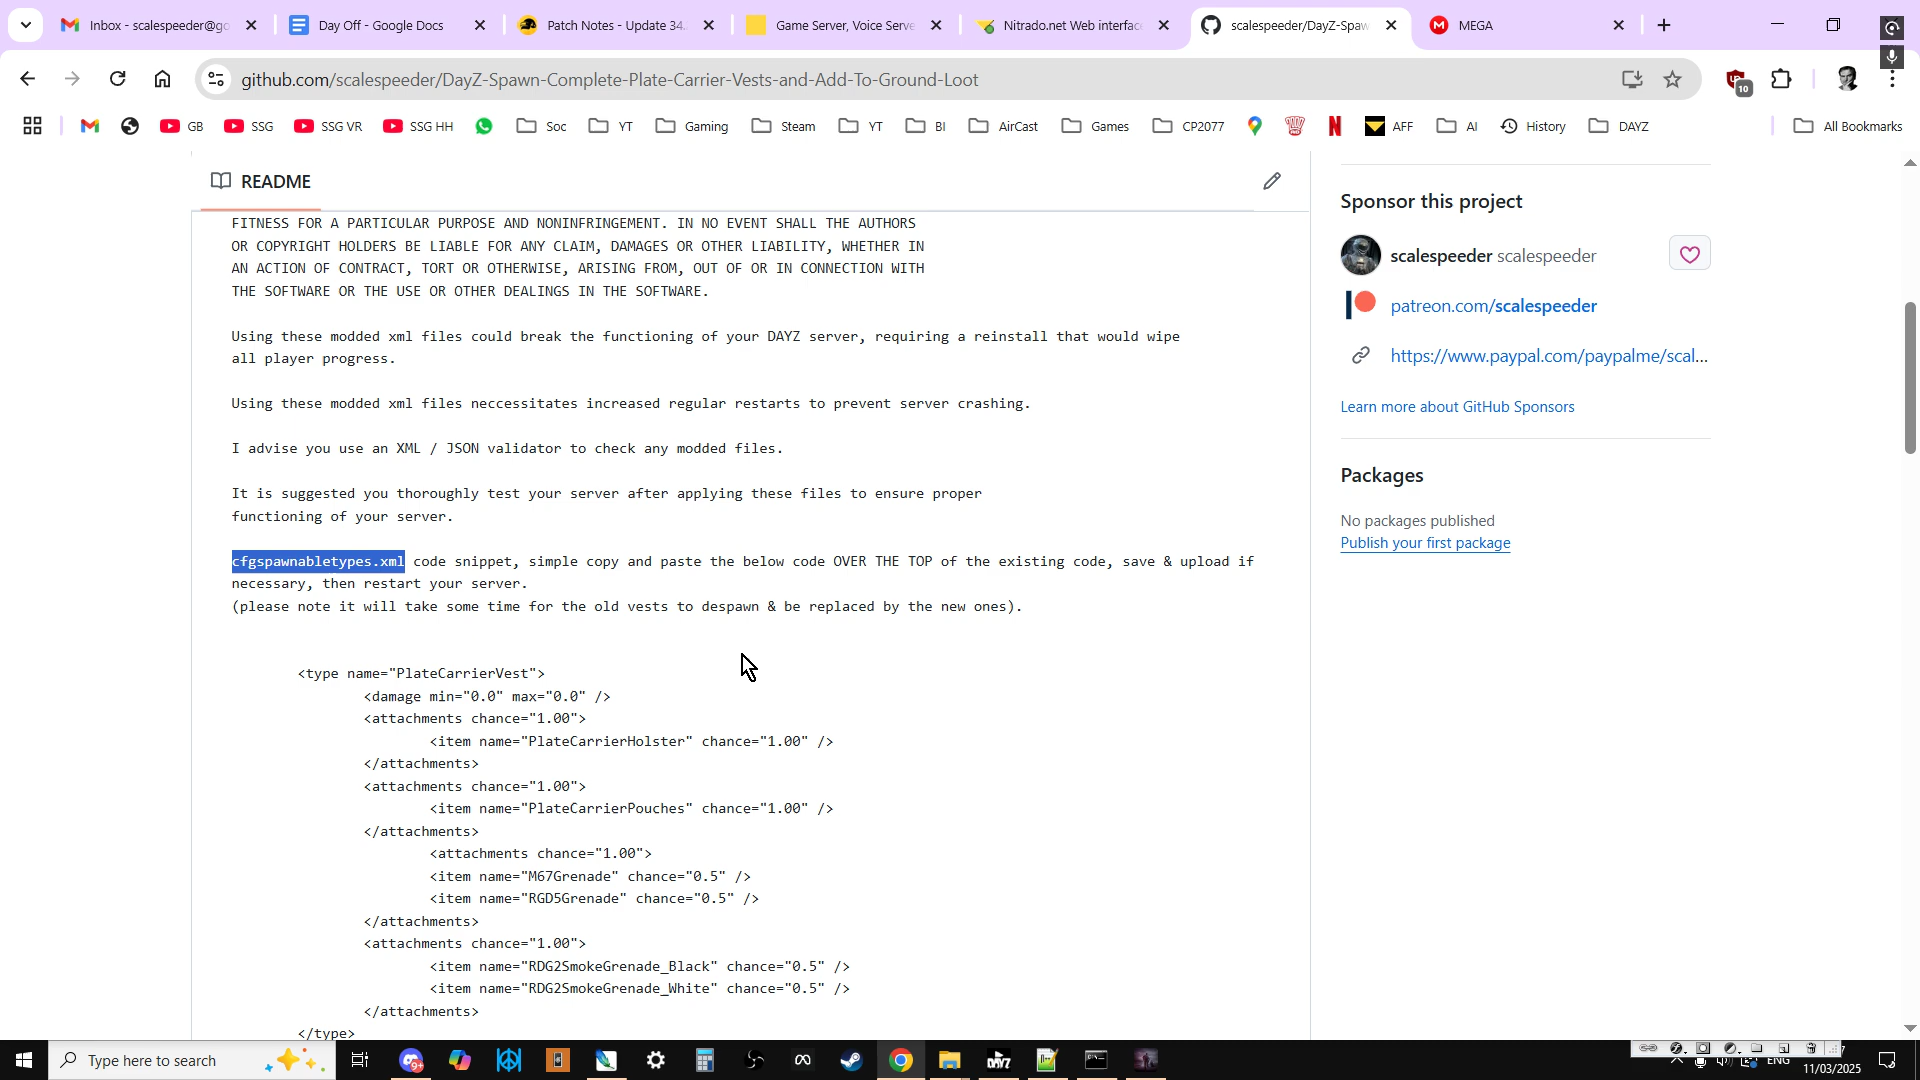 Inbox - scalespeeder@go
Day Off - Google Docs
Patch Notes - Update 34.
Game Server, Voice Serve
Nitrado.net Web interfac
scalespeeder/DayZ-Spaw
MEGA
github.com/scalespeeder/DayZ-Spawn-Complete-Plate-Carrier-Vests-and-Add-To-Ground-Loot
10
GB
SSG
SSG VR
SSG HH
Soc
YT
Gaming
Steam
YT
BI
AirCast
Games
CP2077
AFF
AI
History
DAYZ
All Bookmarks
README
FITNESS FOR A PARTICULAR PURPOSE AND NONINFRINGEMENT. IN NO EVENT SHALL THE AUTHORS
OR COPYRIGHT HOLDERS BE LIABLE FOR ANY CLAIM, DAMAGES OR OTHER LIABILITY, WHETHER IN
AN ACTION OF CONTRACT, TORT OR OTHERWISE, ARISING FROM, OUT OF OR IN CONNECTION WITH
THE SOFTWARE OR THE USE OR OTHER DEALINGS IN THE SOFTWARE.
Using these modded xml files could break the functioning of your DAYZ server, requiring a reinstall that would wipe
all player progress.
Using these modded xml files neccessitates increased regular restarts to prevent server crashing.
I advise you use an XML / JSON validator to check any modded files.
It is suggested you thoroughly test your server after applying these files to ensure proper
functioning of your server.
cfgspawnabletypes.xml code snippet, simple copy and paste the below code OVER THE TOP of the existing code, save & upload if
necessary, then restart your server.
(please note it will take some time for the old vests to despawn & be replaced by the new ones).
<type name="PlateCarrierVest">
<damage min="0.0" max="0.0" />
<attachments chance="1.00">
<item name="PlateCarrierHolster" chance="1.00" />
</attachments>
<attachments chance="1.00">
<item name="PlateCarrierPouches" chance="1.00" />
</attachments>
<attachments chance="1.00">
<item name="M67Grenade" chance="0.5" />
<item name="RGD5Grenade" chance="0.5" />
</attachments>
<attachments chance="1.00">
<item name="RDG2SmokeGrenade_Black" chance="0.5" />
<item name="RDG2SmokeGrenade_White" chance="0.5" />
</attachments>
</type>
Sponsor this project
scalespeeder scalespeeder
patreon.com/scalespeeder
https://www.paypal.com/paypalme/scal...
Learn more about GitHub Sponsors
Packages
No packages published
Publish your first package
Type here to search
DAYZ
ENG
11/03/2025